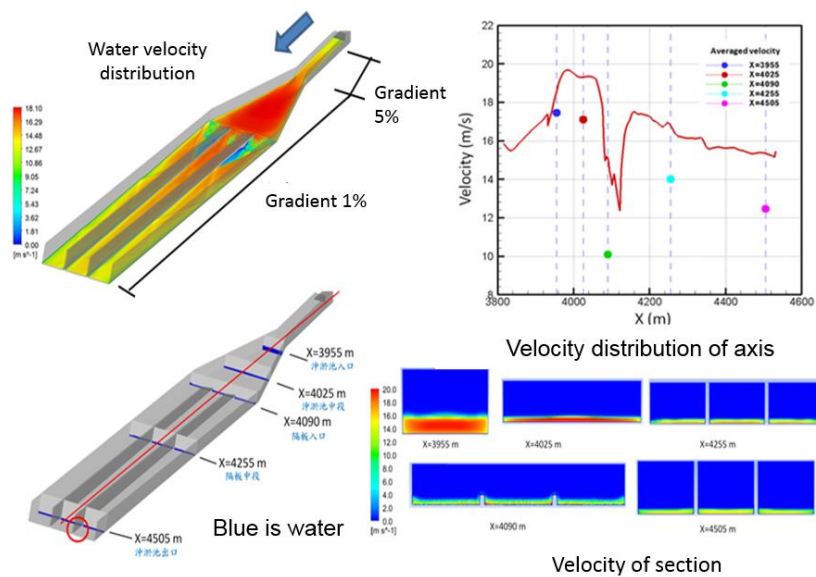 Water velocity
distribution
Gradient
5%
Gradient 1%
18.10
16.29
14.48
12.67
10.86
9.05
7.24
5.43
3.62
1.81
0.00
[m s^-1]
22
20
18
16
14
12
10
8
Velocity (m/s)
Averaged velocity
X=3955
X=4025
X=4090
X=4255
X=4505
3800
4000
4200
4400
4600
X (m)
Velocity distribution of axis
X=3955 m
沖淤池入口
X=4025 m
沖淤池中段
X=4090 m
隔板入口
X=4255 m
隔板中段
X=4505 m
沖淤池出口
Blue is water
20.0
18.0
16.0
14.0
12.0
10.0
8.0
6.0
4.0
2.0
0.0
[m s^-1]
X=3955 m
X=4025 m
X=4255 m
X=4090 m
X=4505 m
Velocity of section